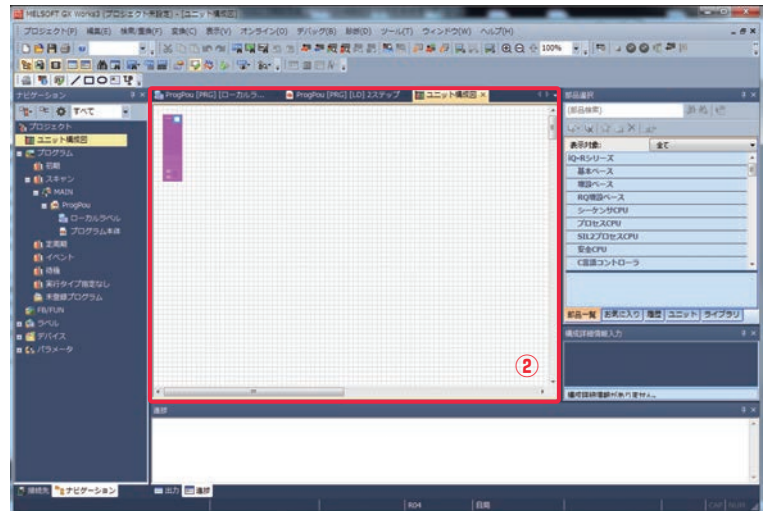 MELSOFT GX Works3 (プロジェクト未設定) - [ユニット構成図]
プロジェクト(P) 編集(E) 検索/置換(F) 変換(C) 表示(V) オンライン(O) デバッグ(B) 診断(D) ツール(T) ウィンドウ(W) ヘルプ(H)
100%
ナビゲーション
ProgPou [PRG] [ローカルラ...
ProgPou [PRG] [LD] 2ステップ
ユニット構成図
部品選択
すべて
(部品検索)
プロジェクト
ユニット構成図
プログラム
初期
スキャン
MAIN
ProgPou
ローカルラベル
プログラム本体
定周期
イベント
待機
実行タイプ指定なし
未登録プログラム
FB/FUN
ラベル
デバイス
パラメータ
表示対象: 全て
iQ-Rシリーズ
基本ベース
増設ベース
RQ増設ベース
シーケンサCPU
プロセスCPU
SIL2プロセスCPU
安全CPU
C言語コントローラ
部品一覧 お気に入り 履歴 ユニット ライブラリ
構成詳細情報入力
構成詳細情報がありません。
②
進捗
接続先 ナビゲーション
出力 進捗
R04 自局
CAP NUM